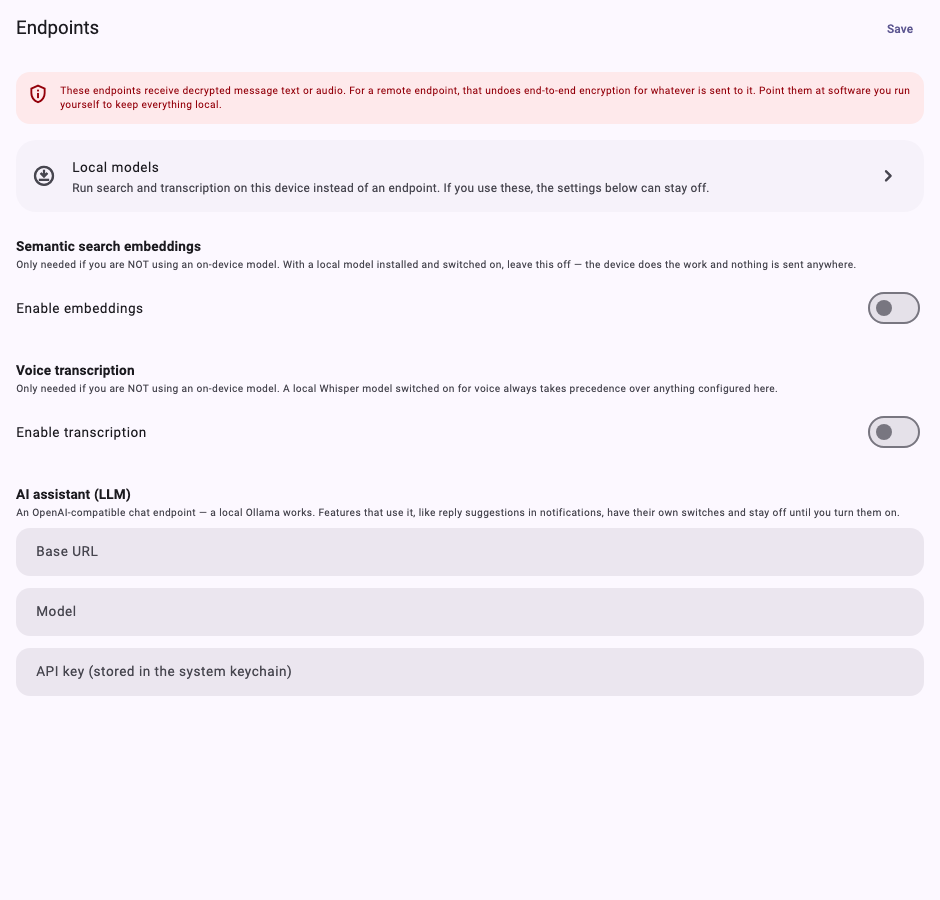 Endpoints
Save
These endpoints receive decrypted message text or audio. For a remote endpoint, that undoes end-to-end encryption for whatever is sent to it. Point them at software you run
yourself to keep everything local.
Local models
Run search and transcription on this device instead of an endpoint. If you use these, the settings below can stay off.
Semantic search embeddings
Only needed if you are NOT using an on-device model. With a local model installed and switched on, leave this off — the device does the work and nothing is sent anywhere.
Enable embeddings
Voice transcription
Only needed if you are NOT using an on-device model. A local Whisper model switched on for voice always takes precedence over anything configured here.
Enable transcription
AI assistant (LLM)
An OpenAI-compatible chat endpoint — a local Ollama works. Features that use it, like reply suggestions in notifications, have their own switches and stay off until you turn them on.
Base URL
Model
API key (stored in the system keychain)